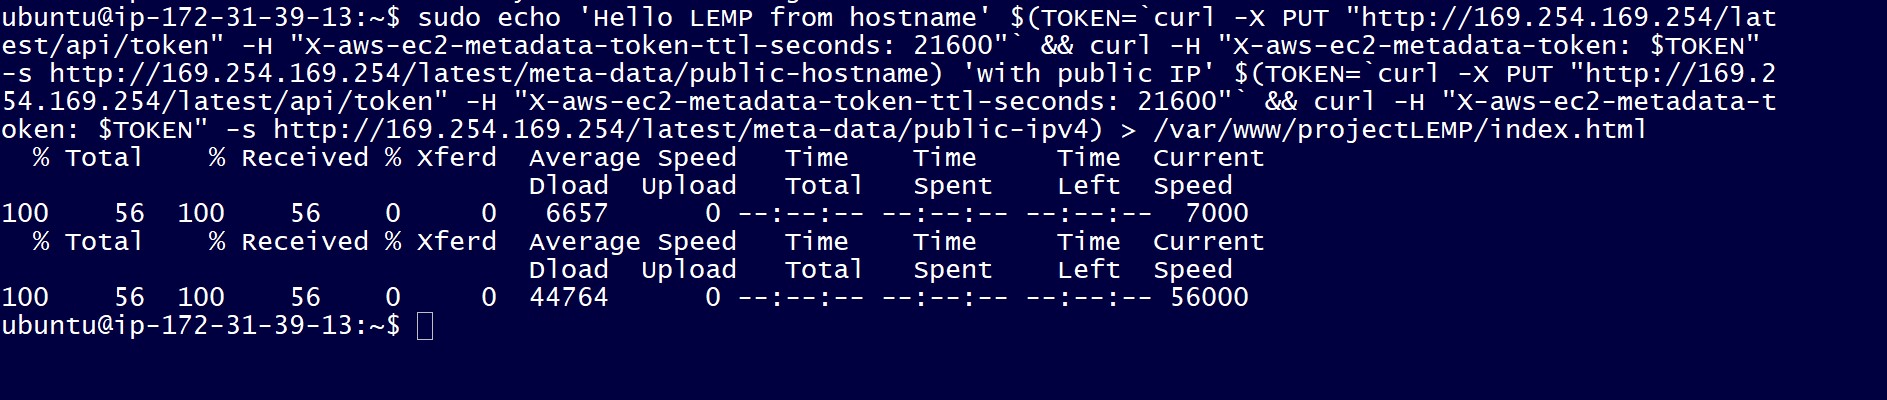 ubuntu@ip-172-31-39-13:~$ sudo echo 'Hello LEMP from hostname' $(TOKEN=`curl -X PUT "http://169.254.169.254/lat
est/api/token" -H "X-aws-ec2-metadata-token-ttl-seconds: 21600"` && curl -H "X-aws-ec2-metadata-token: $TOKEN"
-s http://169.254.169.254/latest/meta-data/public-hostname) 'with public IP' $(TOKEN=`curl -X PUT "http://169.2
54.169.254/latest/api/token" -H "X-aws-ec2-metadata-token-ttl-seconds: 21600"` && curl -H "X-aws-ec2-metadata-t
oken: $TOKEN" -s http://169.254.169.254/latest/meta-data/public-ipv4) > /var/www/projectLEMP/index.html
  % Total    % Received % Xferd  Average Speed   Time    Time     Time  Current
                                 Dload  Upload   Total   Spent    Left  Speed
100    56  100    56    0     0   6657      0 --:--:-- --:--:-- --:--:--  7000
  % Total    % Received % Xferd  Average Speed   Time    Time     Time  Current
                                 Dload  Upload   Total   Spent    Left  Speed
100    56  100    56    0     0  44764      0 --:--:-- --:--:-- --:--:-- 56000
ubuntu@ip-172-31-39-13:~$